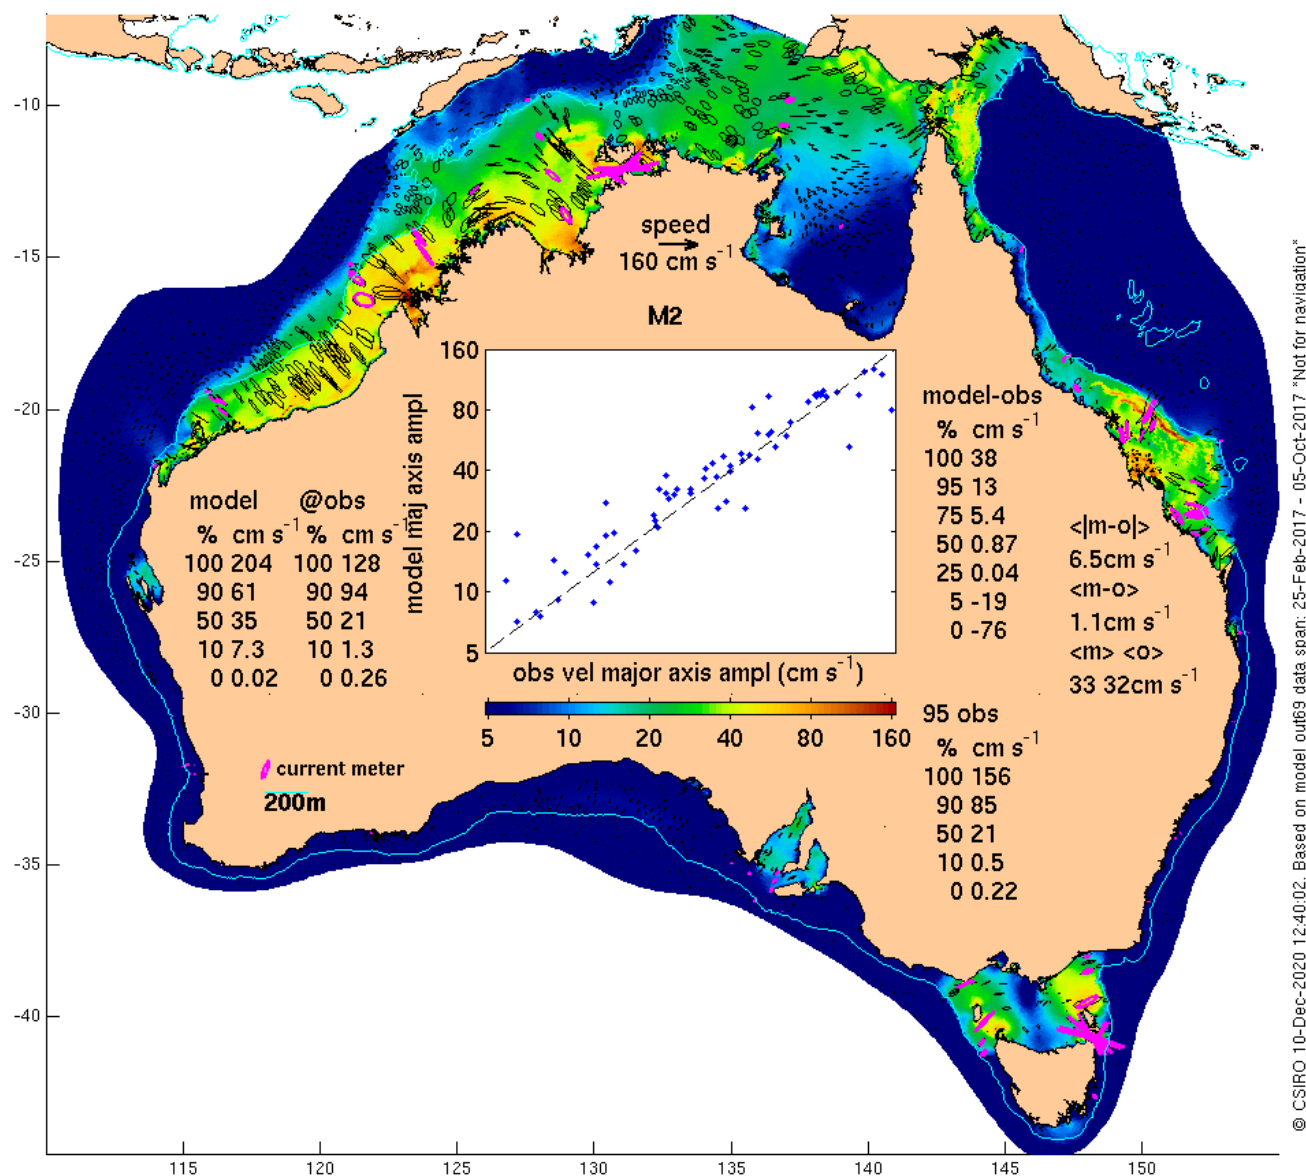 -10
-15
-20
-25
-30
-35
-40
115 120 125 130 135 140 145 150
speed
160 cm s⁻¹
M2
160
80
40
20
10
5
model maj axis ampl
obs vel major axis ampl (cm s⁻¹)
5 10 20 40 80 160
model @obs
% cm s⁻¹ % cm s⁻¹
100 204 100 128
90 61 90 94
50 35 50 21
10 7.3 10 1.3
0 0.02 0 0.26
current meter
200m
model-obs
% cm s⁻¹
100 38
95 13
75 5.4
50 0.87
25 0.04
5 -19
0 -76
<|m-o|>
6.5cm s⁻¹
<m-o>
1.1cm s⁻¹
<m> <o>
33 32cm s⁻¹
95 obs
% cm s⁻¹
100 156
90 85
50 21
10 0.5
0 0.22
© CSIRO 10-Dec-2020 12:40:02. Based on model out69 data span: 25-Feb-2017 - 05-Oct-2017 "Not for navigation"